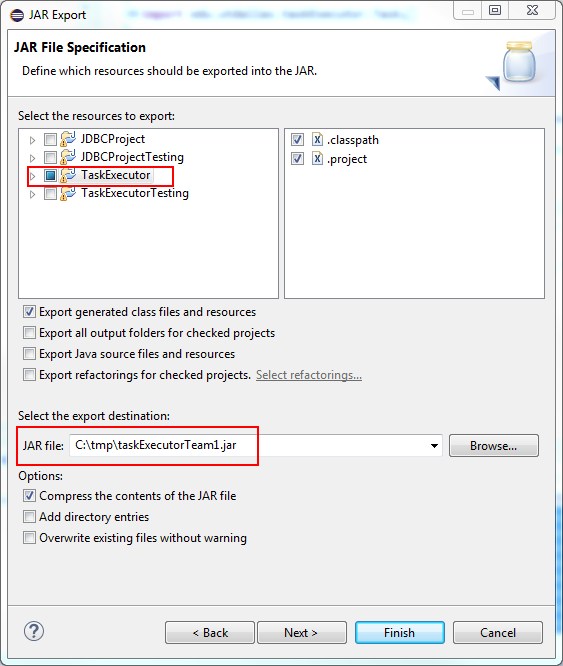 JAR Export
JAR File Specification
Define which resources should be exported into the JAR.
Select the resources to export:
JDBCProject
JDBCProjectTesting
TaskExecutor
TaskExecutorTesting
.classpath
.project
Export generated class files and resources
Export all output folders for checked projects
Export Java source files and resources
Export refactorings for checked projects. Select refactorings...
Select the export destination:
JAR file: C:\tmp\taskExecutorTeam1.jar Browse...
Options:
Compress the contents of the JAR file
Add directory entries
Overwrite existing files without warning
? < Back Next > Finish Cancel